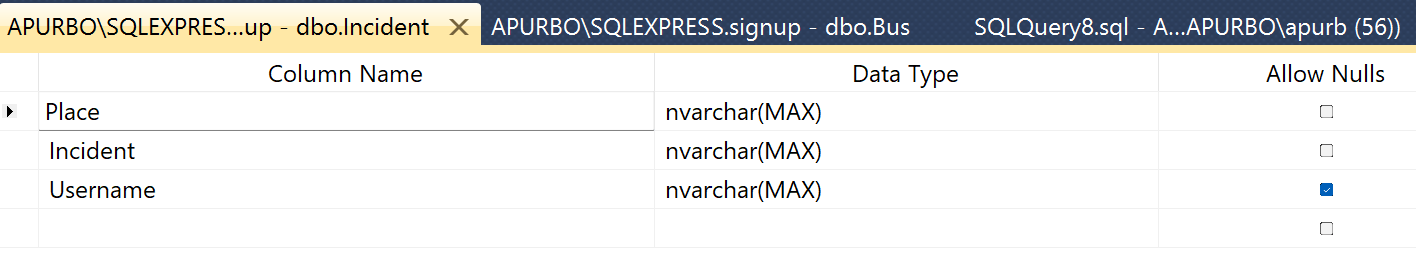 APURBO\SQLEXPRES...up - dbo.Incident APURBO\SQLEXPRESS.signup - dbo.Bus SQLQuery8.sql - A...APURBO\apurb (56))
Column Name Data Type Allow Nulls
Place nvarchar(MAX)
Incident nvarchar(MAX)
Username nvarchar(MAX)